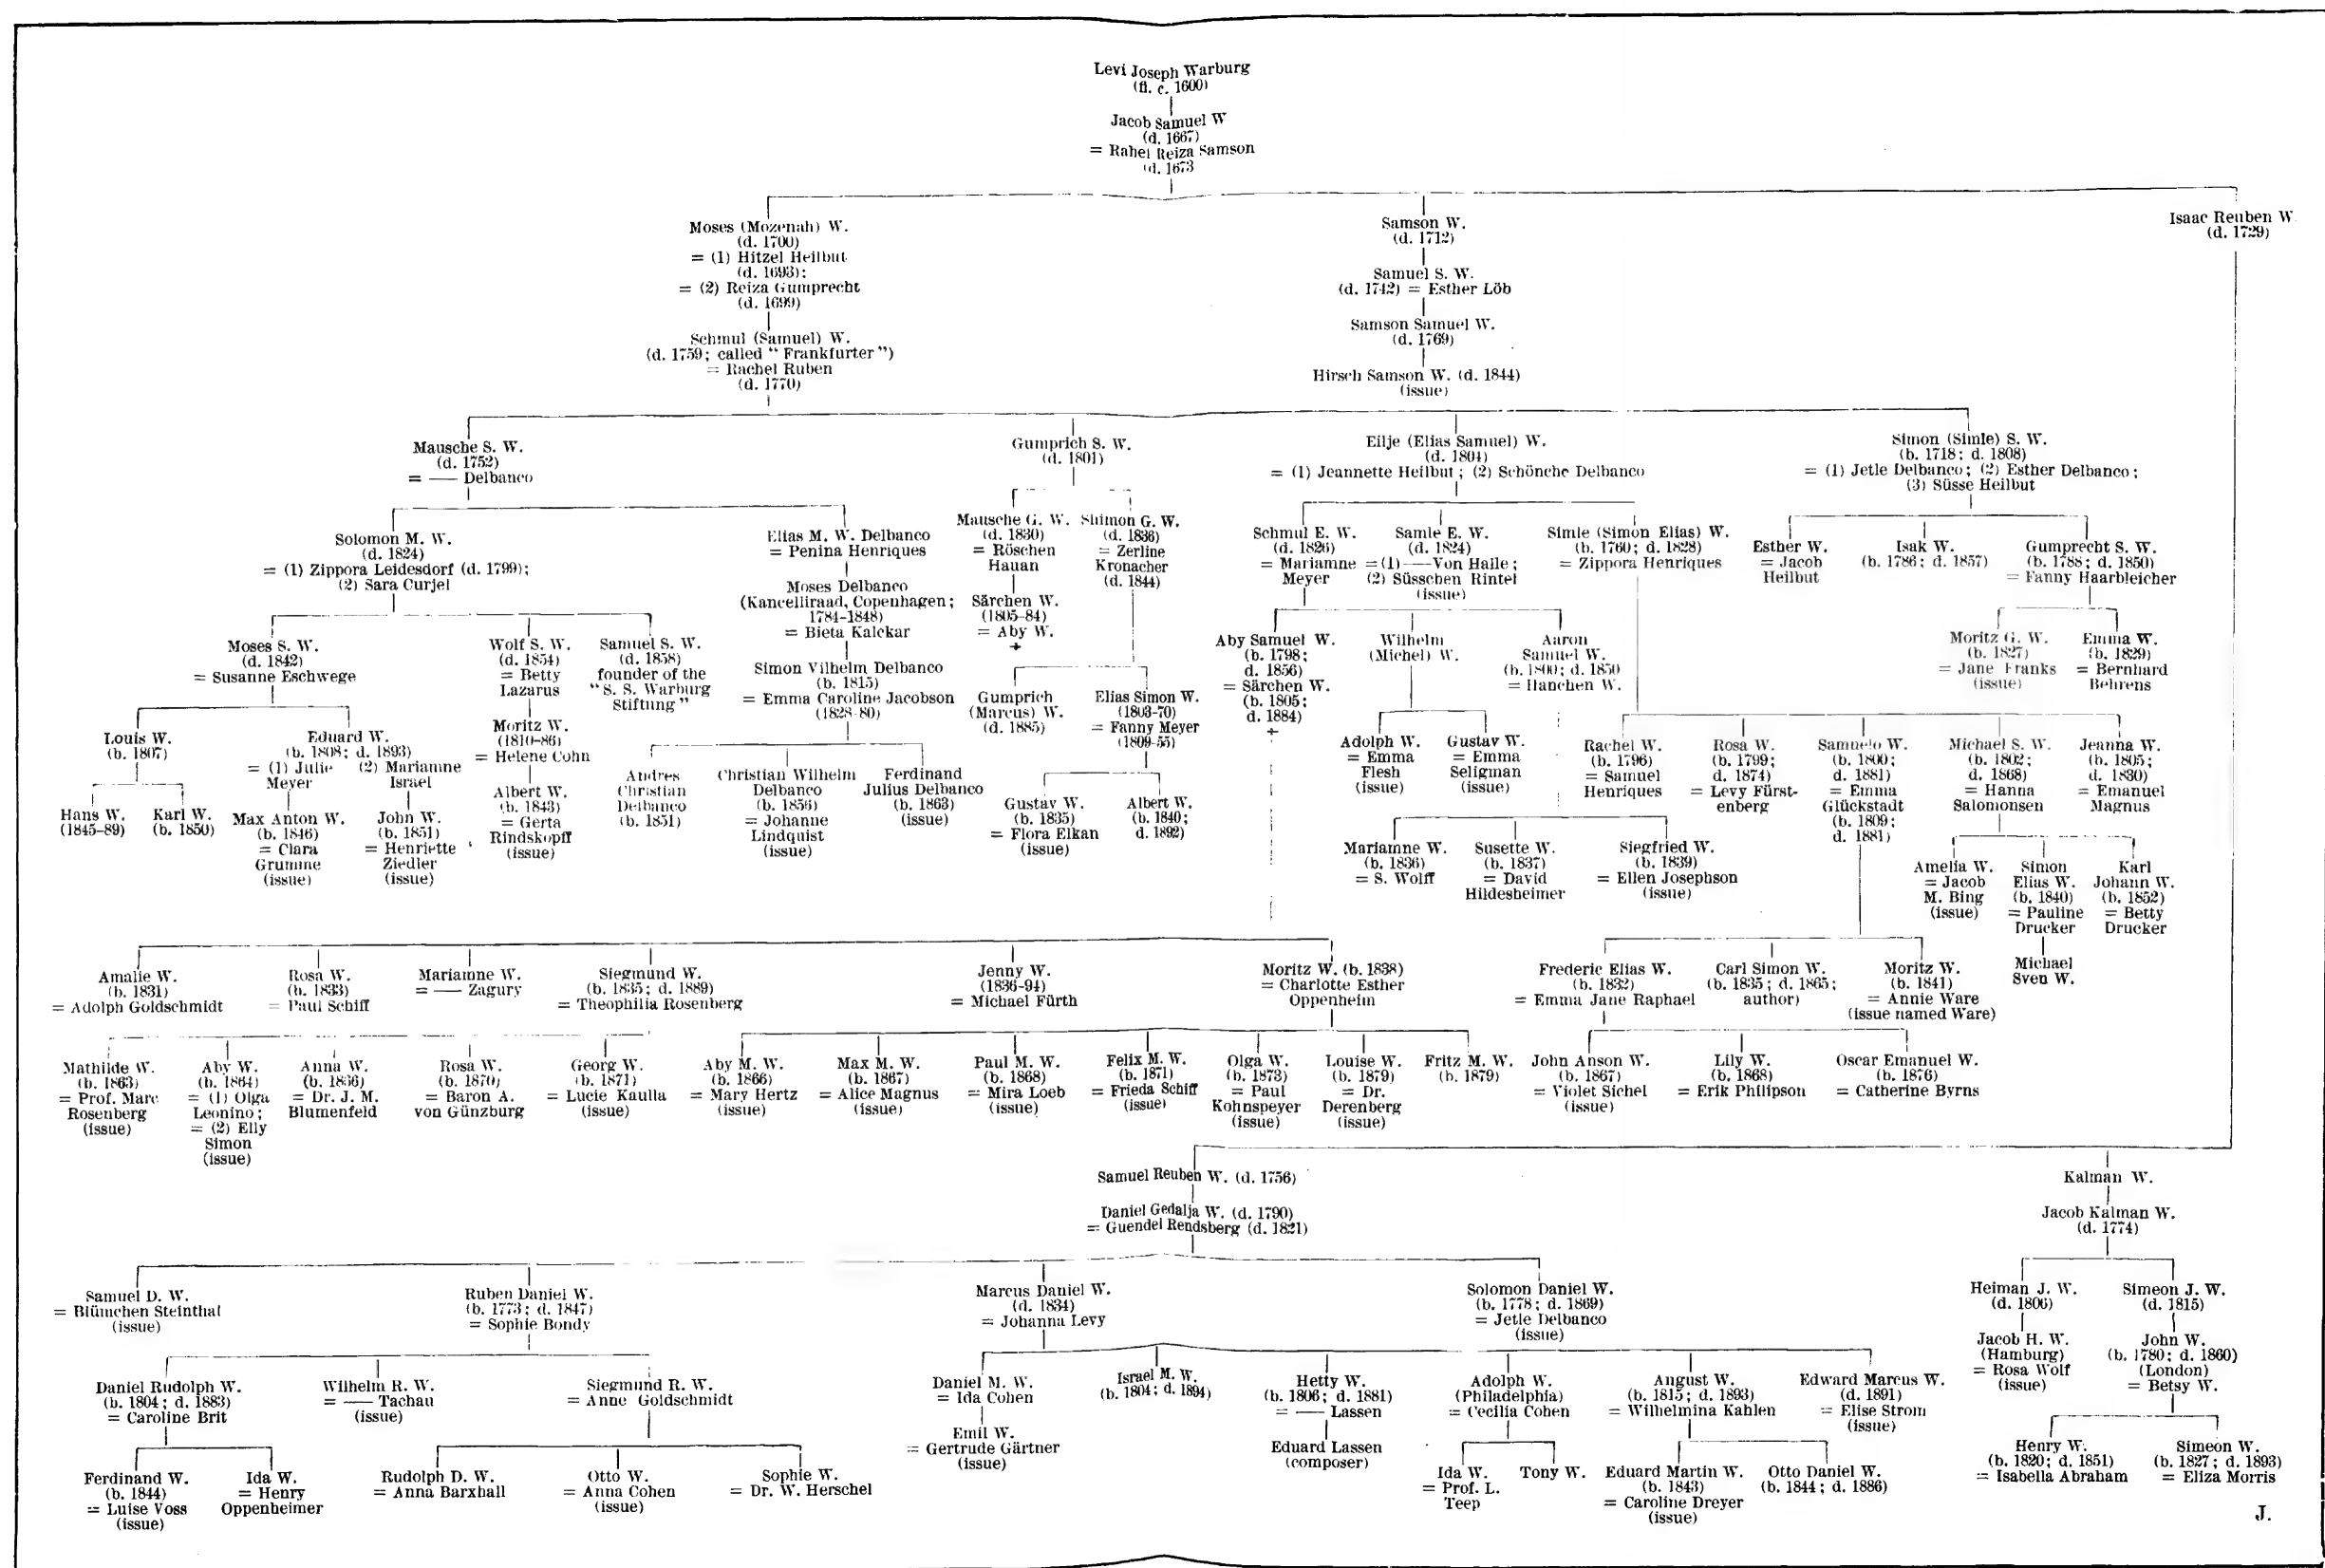 Levi Joseph Warburg
(fl. c. 1600)
Jacob Samuel W
(d. 1667)
= Rahel Reiza Samson
(d. 1673
Moses (Mozenah) W.
(d. 1700)
= (1) Hitzel Heilbut
(d. 1693):
= (2) Reiza Gumprecht
(d. 1699)
Schmul (Samuel) W.
(d. 1759; called "Frankfurter")
= Rachel Ruben
(d. 1770)
Samson W.
(d. 1712)
Samuel S. W.
(d. 1742) = Esther Löb
Samson Samuel W.
(d. 1769)
Hirsch Samson W. (d. 1844)
(issue)
Isaac Reuben W.
(d. 1729)
Mausche S. W.
(d. 1752)
= —— Delbanco
Gumprich S. W.
(d. 1801)
Eilje (Elias Samuel) W.
(d. 1804)
= (1) Jeannette Heilbut; (2) Schönche Delbanco
Simon (Simle) S. W.
(b. 1718; d. 1808)
= (1) Jetle Delbanco; (2) Esther Delbanco;
(3) Süsse Heilbut
Solomon M. W.
(d. 1824)
= (1) Zippora Leidesdorf (d. 1799);
(2) Sara Curjel
Elias M. W. Delbanco
= Penina Henriques
Moses Delbanco
(Kancelliraad, Copenhagen;
1784-1848)
= Bieta Kalckar
Simon Vilhelm Delbanco
(b. 1815)
= Emma Caroline Jacobson
(1828-80)
Mausche G. W.
(d. 1830)
= Röschen
Hauan
Särchen W.
(1805-84)
= Aby W.
+
Shimon G. W.
(d. 1836)
= Zerline
Kronacher
(d. 1844)
Schmul E. W.
(d. 1826)
= Mariamne
Meyer
Samle E. W.
(d. 1824)
= (1) —— Von Halle;
(2) Süsschen Rintel
(issue)
Simle (Simon Elias) W.
(b. 1760; d. 1828)
= Zippora Henriques
Esther W.
= Jacob
Heilbut
Isak W.
(b. 1786; d. 1857)
Gumprecht S. W.
(b. 1788; d. 1850)
= Fanny Haarbleicher
Moses S. W.
(d. 1842)
= Susanne Eschwege
Wolf S. W.
(d. 1854)
= Betty
Lazarus
Samuel S. W.
(d. 1858)
founder of the
"S. S. Warburg
Stiftung"
Moritz W.
(1810-86)
= Helene Cohn
Albert W.
(b. 1843)
= Gerta
Rindskopff
(issue)
Gumprich
(Marcus) W.
(d. 1885)
Elias Simon W.
(1803-70)
= Fanny Meyer
(1809-55)
Aby Samuel W.
(b. 1798;
d. 1856)
= Särchen W.
(b. 1805;
d. 1884)
+
Wilhelm
(Michel) W.
Aaron
Samuel W.
(b. 1800; d. 1850
= Hanchen W.
Moritz G. W.
(b. 1827)
= Jane Franks
(issue)
Emma W.
(b. 1829)
= Bernhard
Behrens
Louis W.
(b. 1807)
Eduard W.
(b. 1808; d. 1893)
= (1) Julie
Meyer
(2) Mariamne
Israel
Hans W.
(1845-89)
Karl W.
(b. 1850)
Max Anton W.
(b. 1846)
= Clara
Grumme
(issue)
John W.
(b. 1851)
= Henriette
Ziedler
(issue)
Andres
Christian
Delbanco
(b. 1851)
Christian Wilhelm
Delbanco
(b. 1856)
= Johanne
Lindquist
(issue)
Ferdinand
Julius Delbanco
(b. 1863)
(issue)
Gustav W.
(b. 1835)
= Flora Elkan
(issue)
Albert W.
(b. 1840;
d. 1892)
Adolph W.
= Emma
Flesh
(issue)
Gustav W.
= Emma
Seligman
(issue)
Rachel W.
(b. 1796)
= Samuel
Henriques
Rosa W.
(b. 1799;
d. 1874)
= Levy Fürst-
enberg
Samuelo W.
(b. 1800;
d. 1881)
= Emma
Glückstadt
(b. 1809;
d. 1881)
Michael S. W.
(b. 1802;
d. 1868)
= Hanna
Salomonsen
Jeanna W.
(b. 1805;
d. 1830)
= Emanuel
Magnus
Mariamne W.
(b. 1836)
= S. Wolff
Susette W.
(b. 1837)
= David
Hildesheimer
Siegfried W.
(b. 1839)
= Ellen Josephson
(issue)
Amelia W.
= Jacob
M. Bing
(issue)
Simon
Elias W.
(b. 1840)
= Pauline
Drucker
Karl
Johann W.
(b. 1852)
= Betty
Drucker
Michael
Sven W.
Amalie W.
(b. 1831)
= Adolph Goldschmidt
Rosa W.
(b. 1833)
= Paul Schiff
Mariamne W.
= —— Zagury
Siegmund W.
(b. 1835; d. 1889)
= Theophilia Rosenberg
Jenny W.
(1836-94)
= Michael Fürth
Moritz W. (b. 1838)
= Charlotte Esther
Oppenheim
Frederic Elias W.
(b. 1832)
= Emma Jane Raphael
Carl Simon W.
(b. 1835; d. 1865;
author)
Moritz W.
(b. 1841)
= Annie Ware
(issue named Ware)
Mathilde W.
(b. 1863)
= Prof. Marc
Rosenberg
(issue)
Aby W.
(b. 1864)
= (1) Olga
Leonino;
= (2) Elly
Simon
(issue)
Anna W.
(b. 1866)
= Dr. J. M.
Blumenfeld
Rosa W.
(b. 1870)
= Baron A.
von Günzburg
Georg W.
(b. 1871)
= Lucie Kaulla
(issue)
Aby M. W.
(b. 1866)
= Mary Hertz
(issue)
Max M. W.
(b. 1867)
= Alice Magnus
(issue)
Paul M. W.
(b. 1868)
= Mira Loeb
(issue)
Felix M. W.
(b. 1871)
= Frieda Schiff
(issue)
Olga W.
(b. 1873)
= Paul
Kohnspeyer
(issue)
Louise W.
(b. 1879)
= Dr.
Derenberg
(issue)
Fritz M. W.
(b. 1879)
John Anson W.
(b. 1867)
= Violet Sichel
(issue)
Lily W.
(b. 1868)
= Erik Philipson
Oscar Emanuel W.
(b. 1876)
= Catherine Byrns
Samuel Reuben W. (d. 1756)
Daniel Gedalja W. (d. 1790)
= Guendel Rendsberg (d. 1821)
Kalman W.
Jacob Kalman W.
(d. 1774)
Samuel D. W.
= Blümchen Steinthal
(issue)
Ruben Daniel W.
(b. 1773; d. 1847)
= Sophie Bondy
Marcus Daniel W.
(d. 1834)
= Johanna Levy
Solomon Daniel W.
(b. 1778; d. 1869)
= Jetle Delbanco
(issue)
Heiman J. W.
(d. 1806)
Jacob H. W.
(Hamburg)
= Rosa Wolf
(issue)
Simeon J. W.
(d. 1815)
John W.
(b. 1780; d. 1860)
(London)
= Betsy W.
Daniel Rudolph W.
(b. 1804; d. 1883)
= Caroline Brit
Wilhelm R. W.
= —— Tachau
(issue)
Siegmund R. W.
= Anne Goldschmidt
Daniel M. W.
= Ida Cohen
Emil W.
= Gertrude Gärtner
(issue)
Israel M. W.
(b. 1804; d. 1894)
Hetty W.
(b. 1806; d. 1881)
= —— Lassen
Eduard Lassen
(composer)
Adolph W.
(Philadelphia)
= Cecilia Cohen
August W.
(b. 1815; d. 1893)
= Wilhelmina Kahlen
Edward Marcus W.
(d. 1891)
= Elise Strom
(issue)
Ferdinand W.
(b. 1844)
= Luise Voss
(issue)
Ida W.
= Henry
Oppenheimer
Rudolph D. W.
= Anna Barxhall
Otto W.
= Anna Cohen
(issue)
Sophie W.
= Dr. W. Herschel
Ida W.
= Prof. L.
Teep
Tony W.
Eduard Martin W.
(b. 1843)
= Caroline Dreyer
(issue)
Otto Daniel W.
(b. 1844; d. 1886)
Henry W.
(b. 1820; d. 1851)
= Isabella Abraham
Simeon W.
(b. 1827; d. 1893)
= Eliza Morris
J.